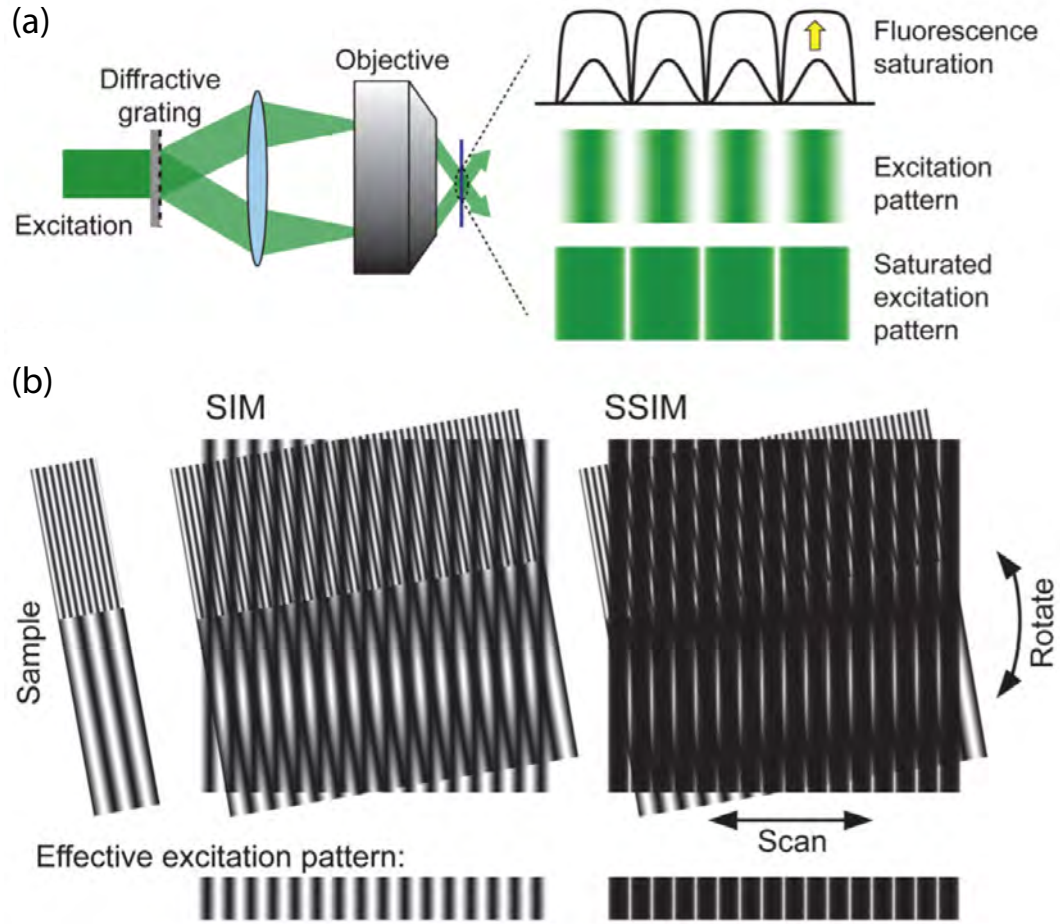 (a)
Diffractive
grating
Objective
Excitation
Fluorescence
saturation
Excitation
pattern
Saturated
excitation
pattern
(b)
SIM
SSIM
Sample
Rotate
Scan
Effective excitation pattern: